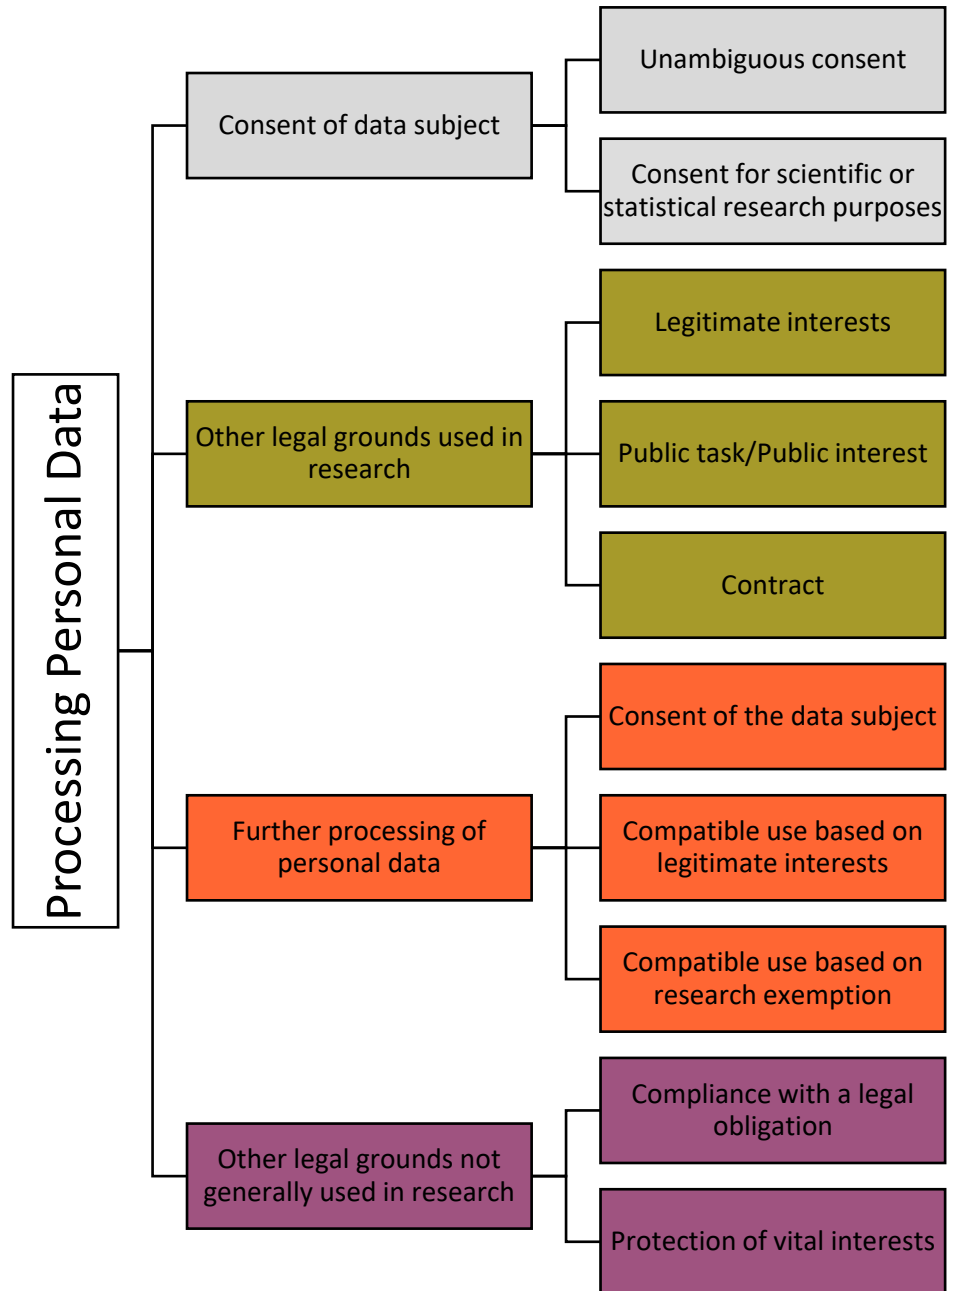 Processing Personal Data
Consent of data subject
Unambiguous consent
Consent for scientific or
statistical research purposes
Other legal grounds used in
research
Legitimate interests
Public task/Public interest
Contract
Further processing of
personal data
Consent of the data subject
Compatible use based on
legitimate interests
Compatible use based on
research exemption
Other legal grounds not
generally used in research
Compliance with a legal
obligation
Protection of vital interests